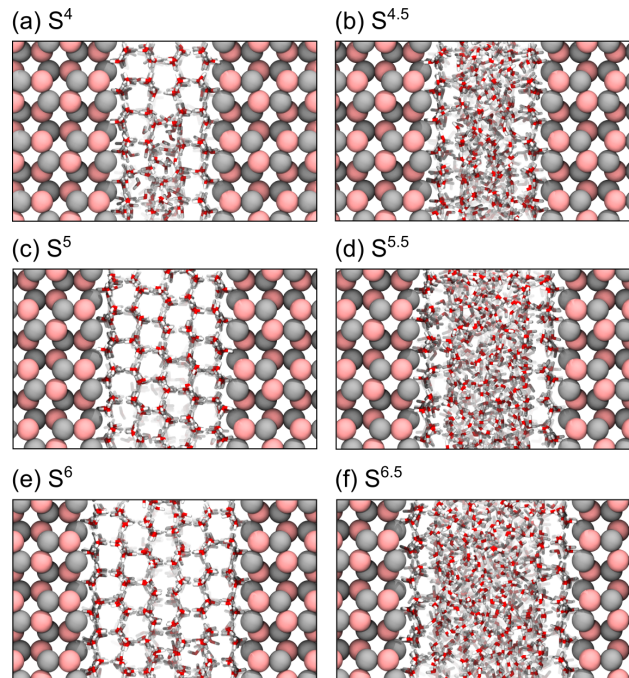 (a) S⁴
(b) S⁴·⁵
(c) S⁵
(d) S⁵·⁵
(e) S⁶
(f) S⁶·⁵